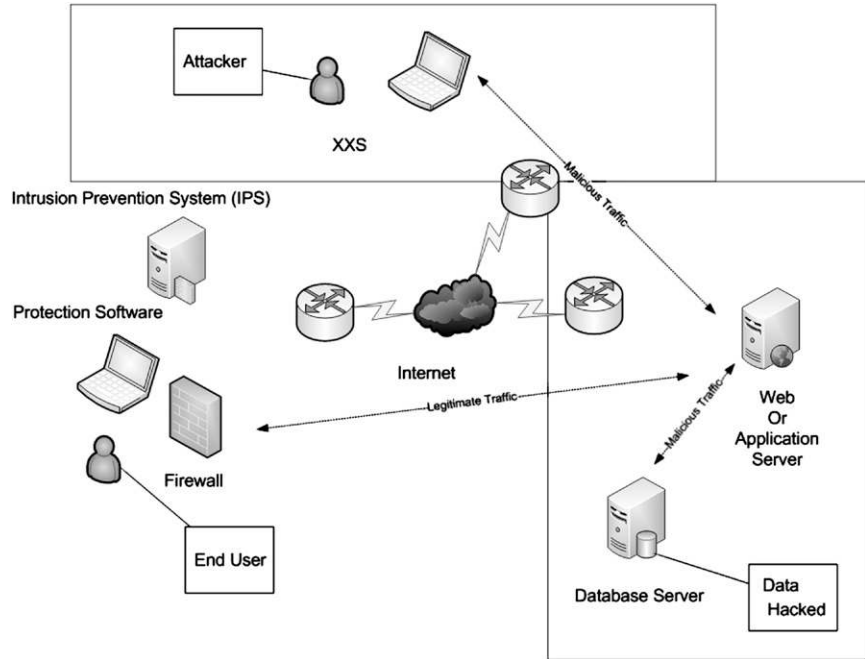 Attacker
XXS
Malicious Traffic
Intrusion Prevention System (IPS)
Protection Software
Internet
Legitimate Traffic
Web
Or
Application
Server
Malicious Traffic
Firewall
End User
Database Server
Data
Hacked